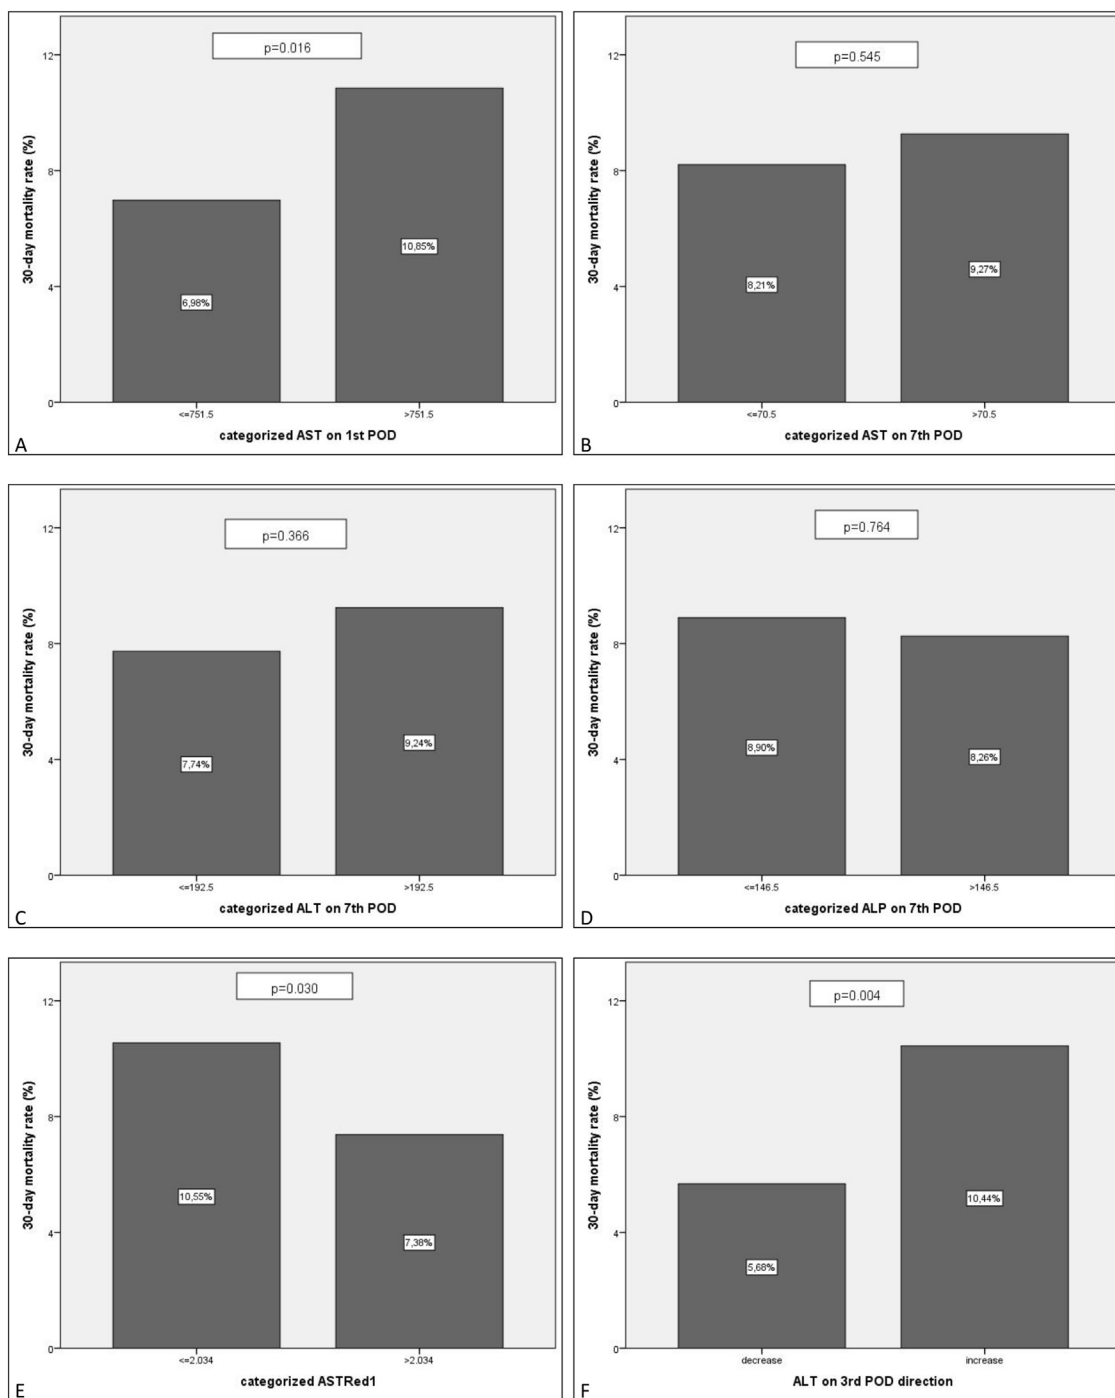 p=0.016
30-day mortality rate (%)
12
8
4
0
6,98%
10,85%
<=751.5
>751.5
categorized AST on 1st POD
A
p=0.545
30-day mortality rate (%)
12
8
4
0
8,21%
9,27%
<=70.5
>70.5
categorized AST on 7th POD
B
p=0.366
30-day mortality rate (%)
12
8
4
0
7,74%
9,24%
<=192.5
>192.5
categorized ALT on 7th POD
C
p=0.764
30-day mortality rate (%)
12
8
4
0
8,90%
8,26%
<=146.5
>146.5
categorized ALP on 7th POD
D
p=0.030
30-day mortality rate (%)
12
8
4
0
10,55%
7,38%
<=2.034
>2.034
categorized ASTRed1
E
p=0.004
30-day mortality rate (%)
12
8
4
0
5,68%
10,44%
decrease
increase
ALT on 3rd POD direction
F